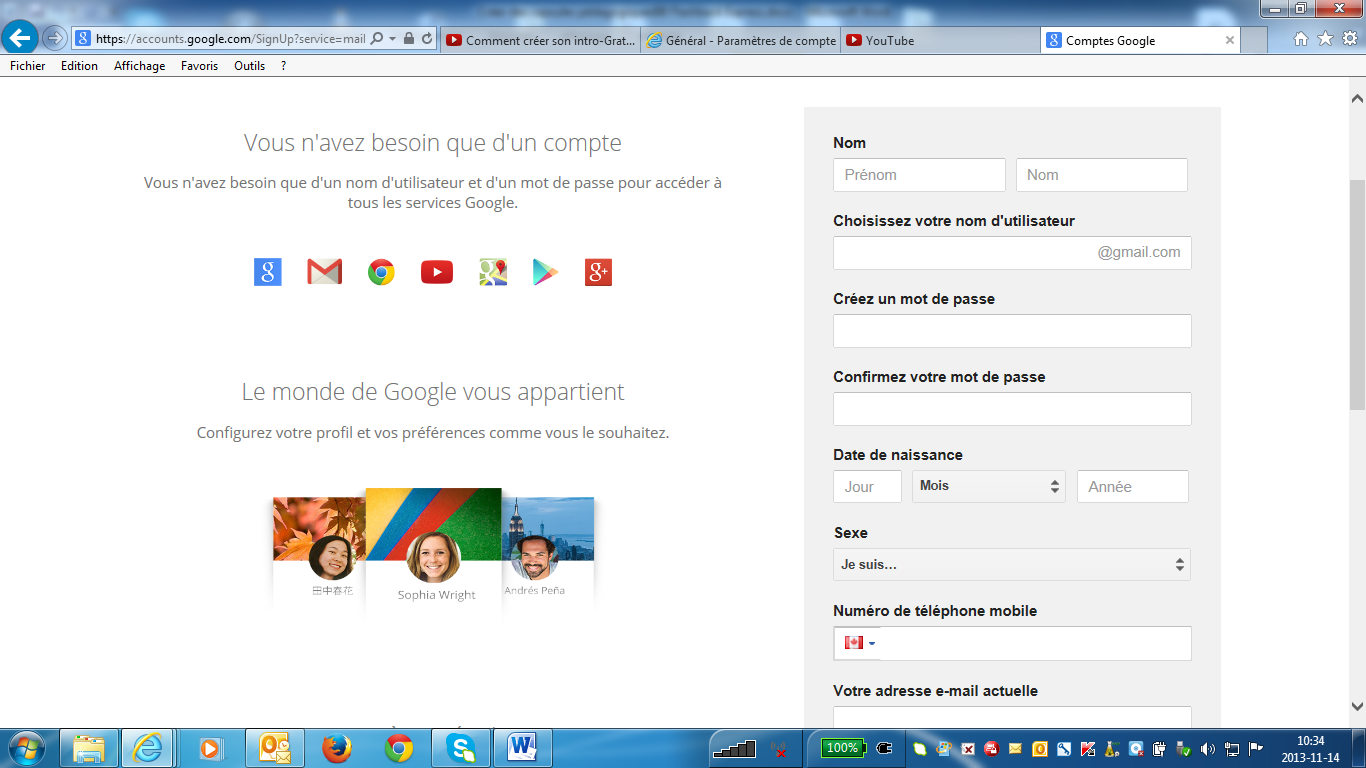 https://accounts.google.com/SignUp?service=mail
Comment créer son intro-Grat...
Général - Paramètres de compte
YouTube
Comptes Google
Fichier Edition Affichage Favoris Outils ?
Vous n'avez besoin que d'un compte
Vous n'avez besoin que d'un nom d'utilisateur et d'un mot de passe pour accéder à
tous les services Google.
Le monde de Google vous appartient
Configurez votre profil et vos préférences comme vous le souhaitez.
田中春花
Sophia Wright
Andrés Peña
Nom
Prénom Nom
Choisissez votre nom d'utilisateur
@gmail.com
Créez un mot de passe
Confirmez votre mot de passe
Date de naissance
Jour Mois Année
Sexe
Je suis...
Numéro de téléphone mobile
Votre adresse e-mail actuelle
100%
10:34
2013-11-14